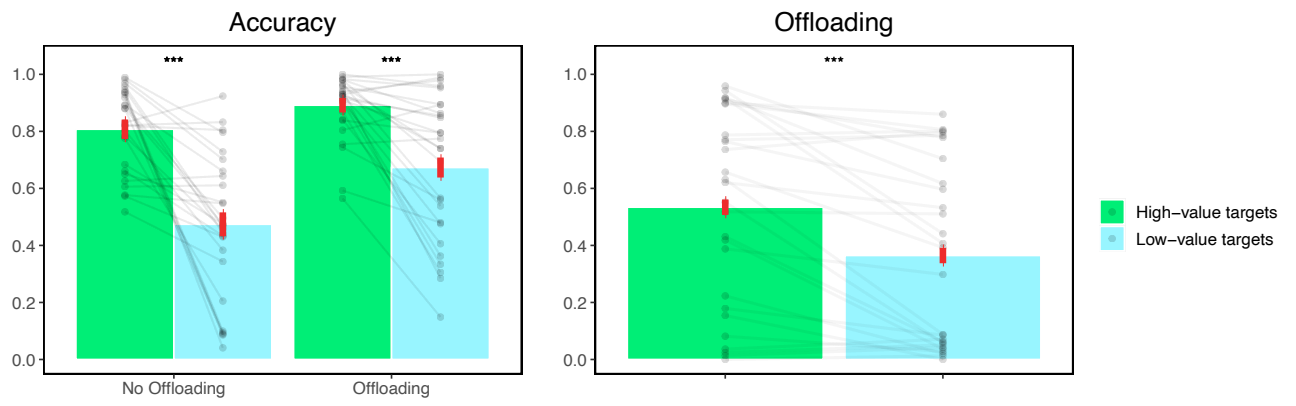 Accuracy
Offloading
***
***
***
1.0
0.8
0.6
0.4
0.2
0.0
1.0
0.8
0.6
0.4
0.2
0.0
No Offloading
Offloading
High−value targets
Low−value targets